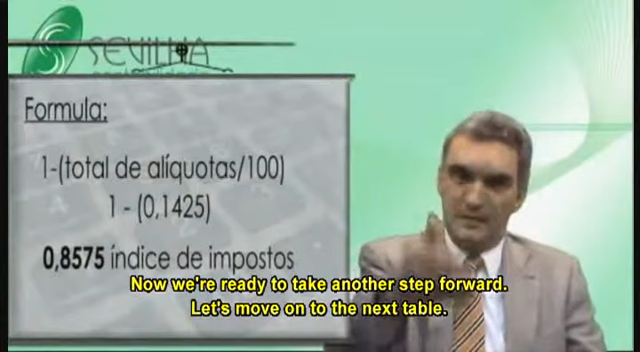 SEVILHA
contabilidade
Formula:
1-(total de alíquotas/100)
1 - (0,1425)
0,8575 índice de impostos
Now we're ready to take another step forward.
Let's move on to the next table.